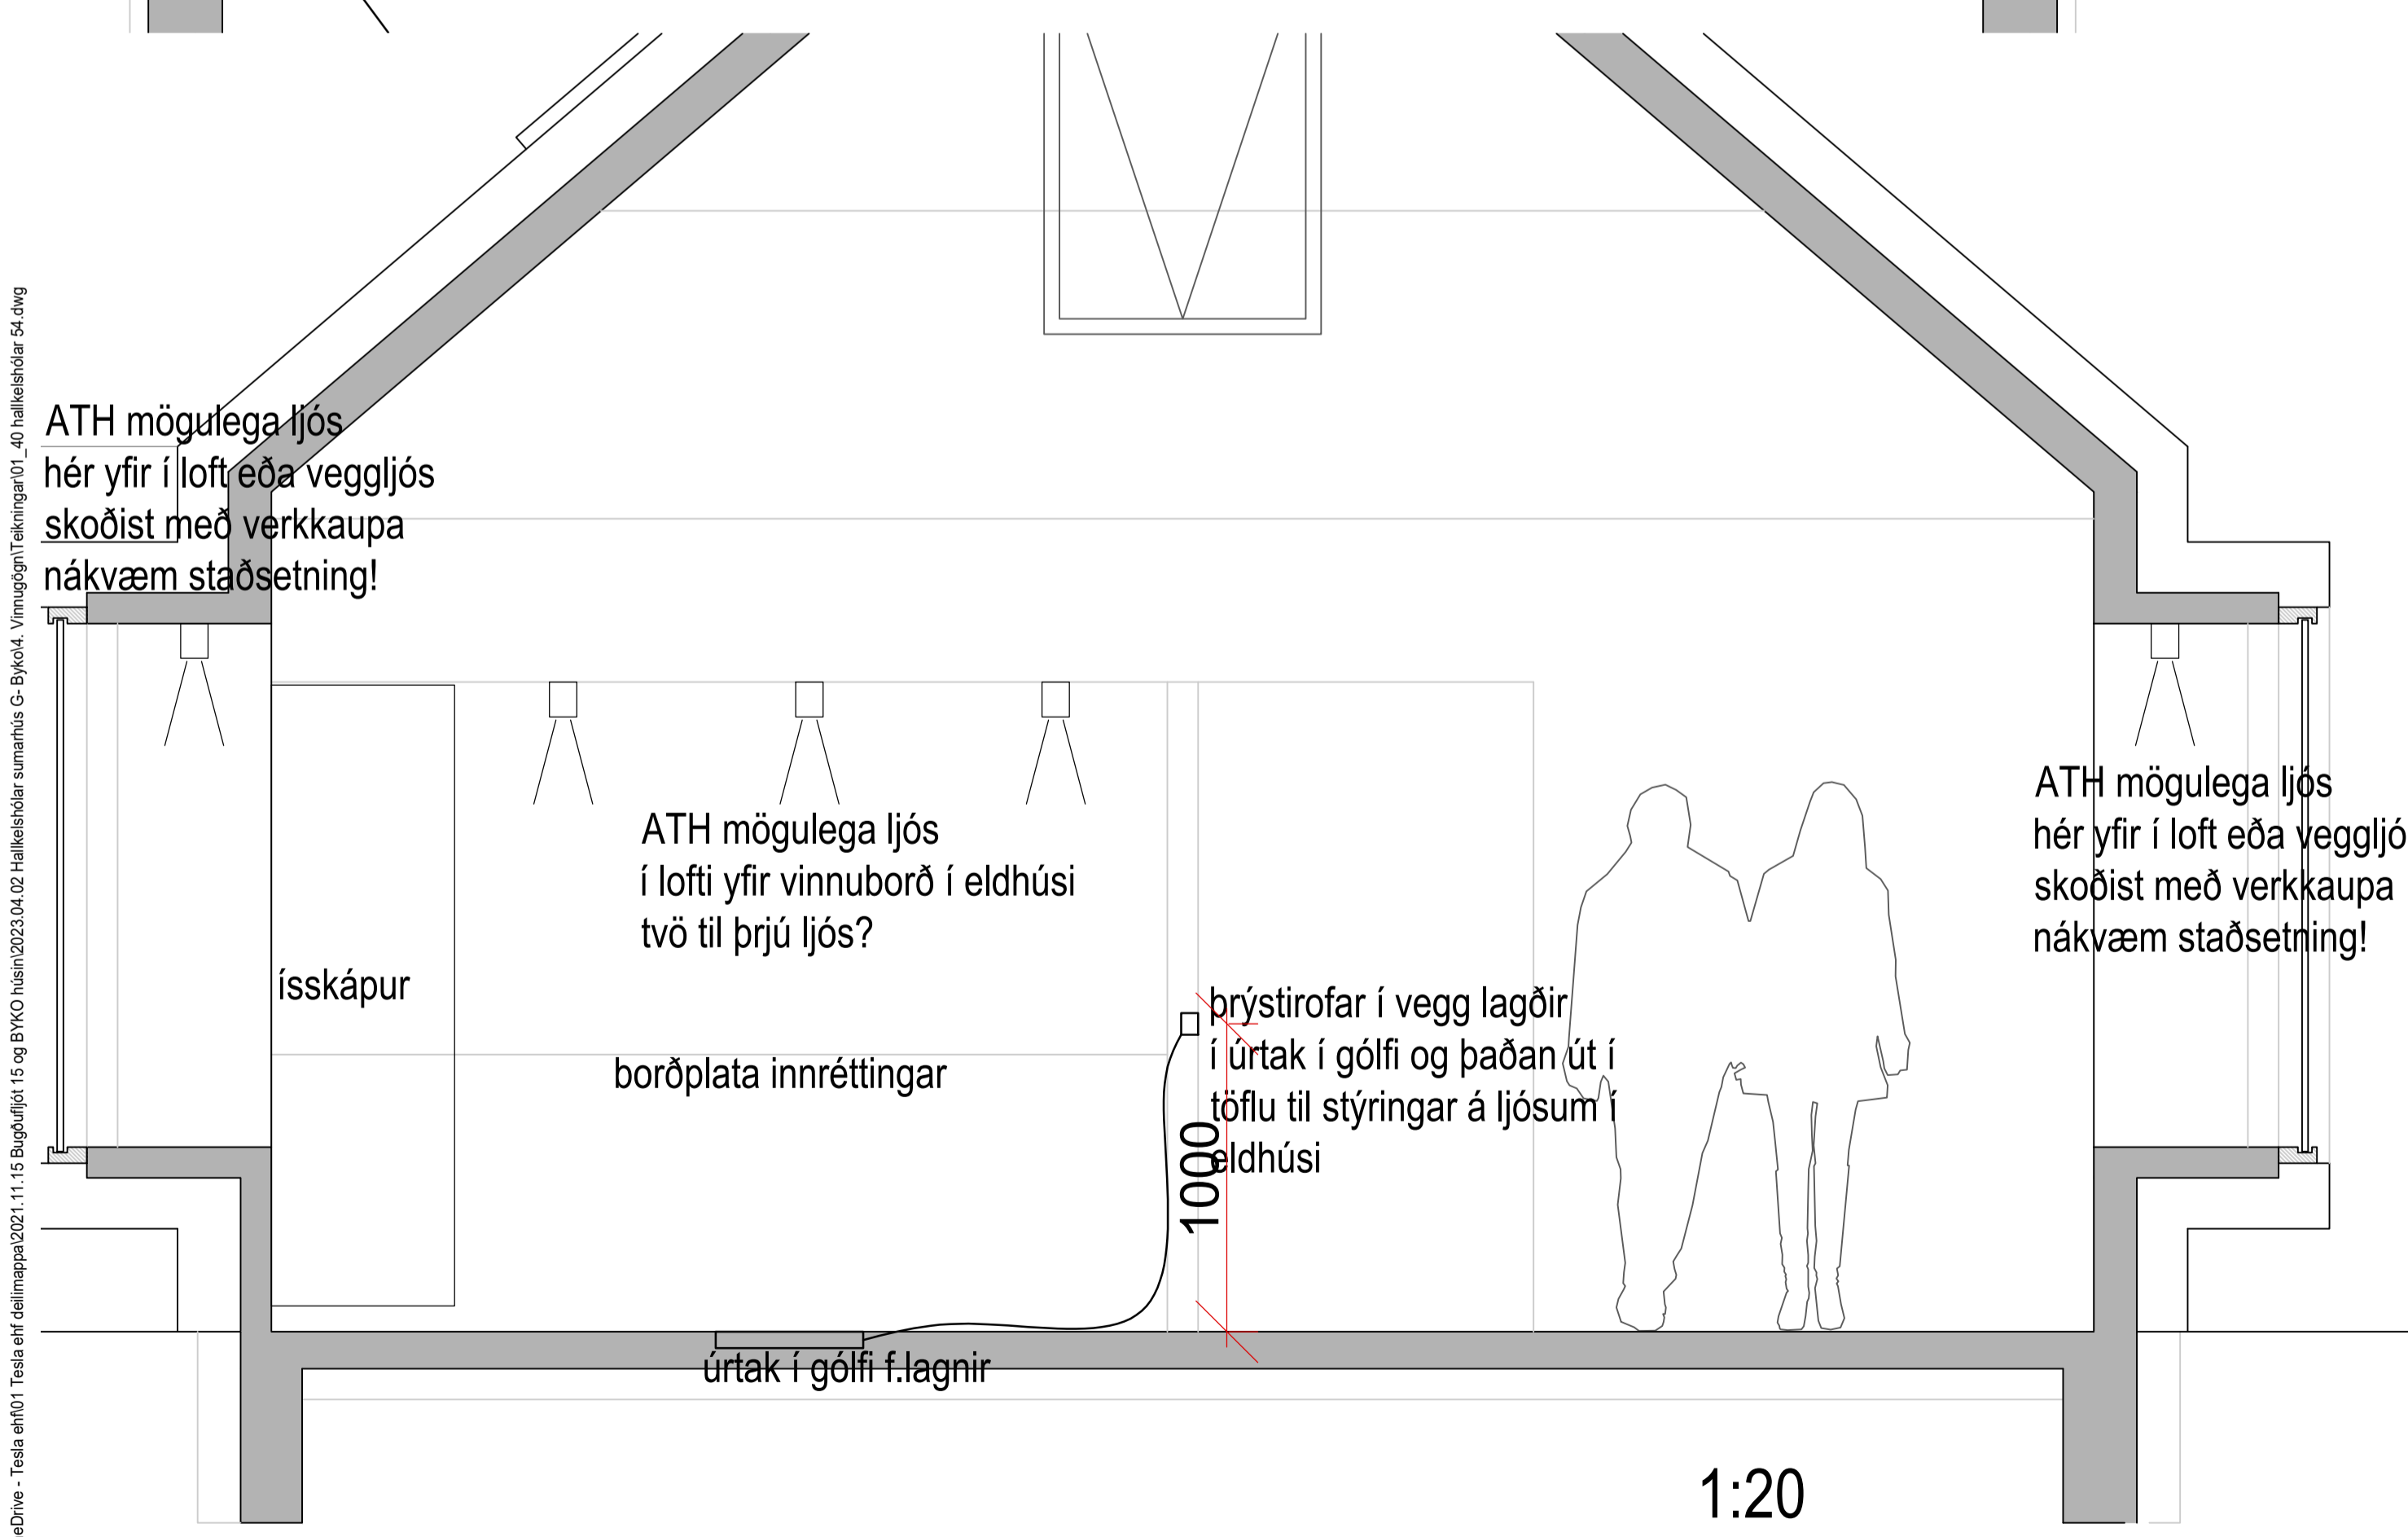 eDrive - Tesla ehf\01 Tesla ehf deilimappa\2021.11.15 Bugðufljót 15 og BYKO húsin\2023.04.02 Hallkelshólar sumarhús G- Byko\4. Vinnugögn\Teikningar\01_40 hallkelshólar 54.dwg
ATH mögulega ljós
hér yfir í loft eða veggljós
skoðist með verkkaupa
nákvæm staðsetning!
ATH mögulega ljós
í lofti yfir vinnuborð í eldhúsi
tvö til þrjú ljós?
ATH mögulega ljós
hér yfir í loft eða veggljó
skoðist með verkkaupa
nákvæm staðsetning!
ísskápur
borðplata innréttingar
þrýstirofar í vegg lagðir
í úrtak í gólfi og þaðan út í
töflu til stýringar á ljósum í
eldhúsi
1000
úrtak í gólfi f.lagnir
1:20